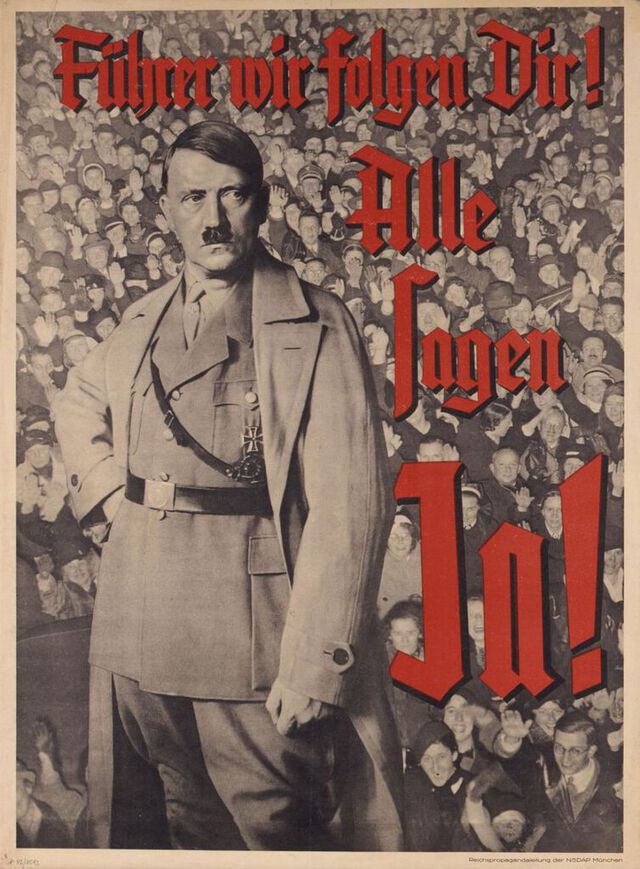 Führer wir folgen Dir!
Alle
sagen
Ja!
Reichspropagandaleitung der NSDAP. München